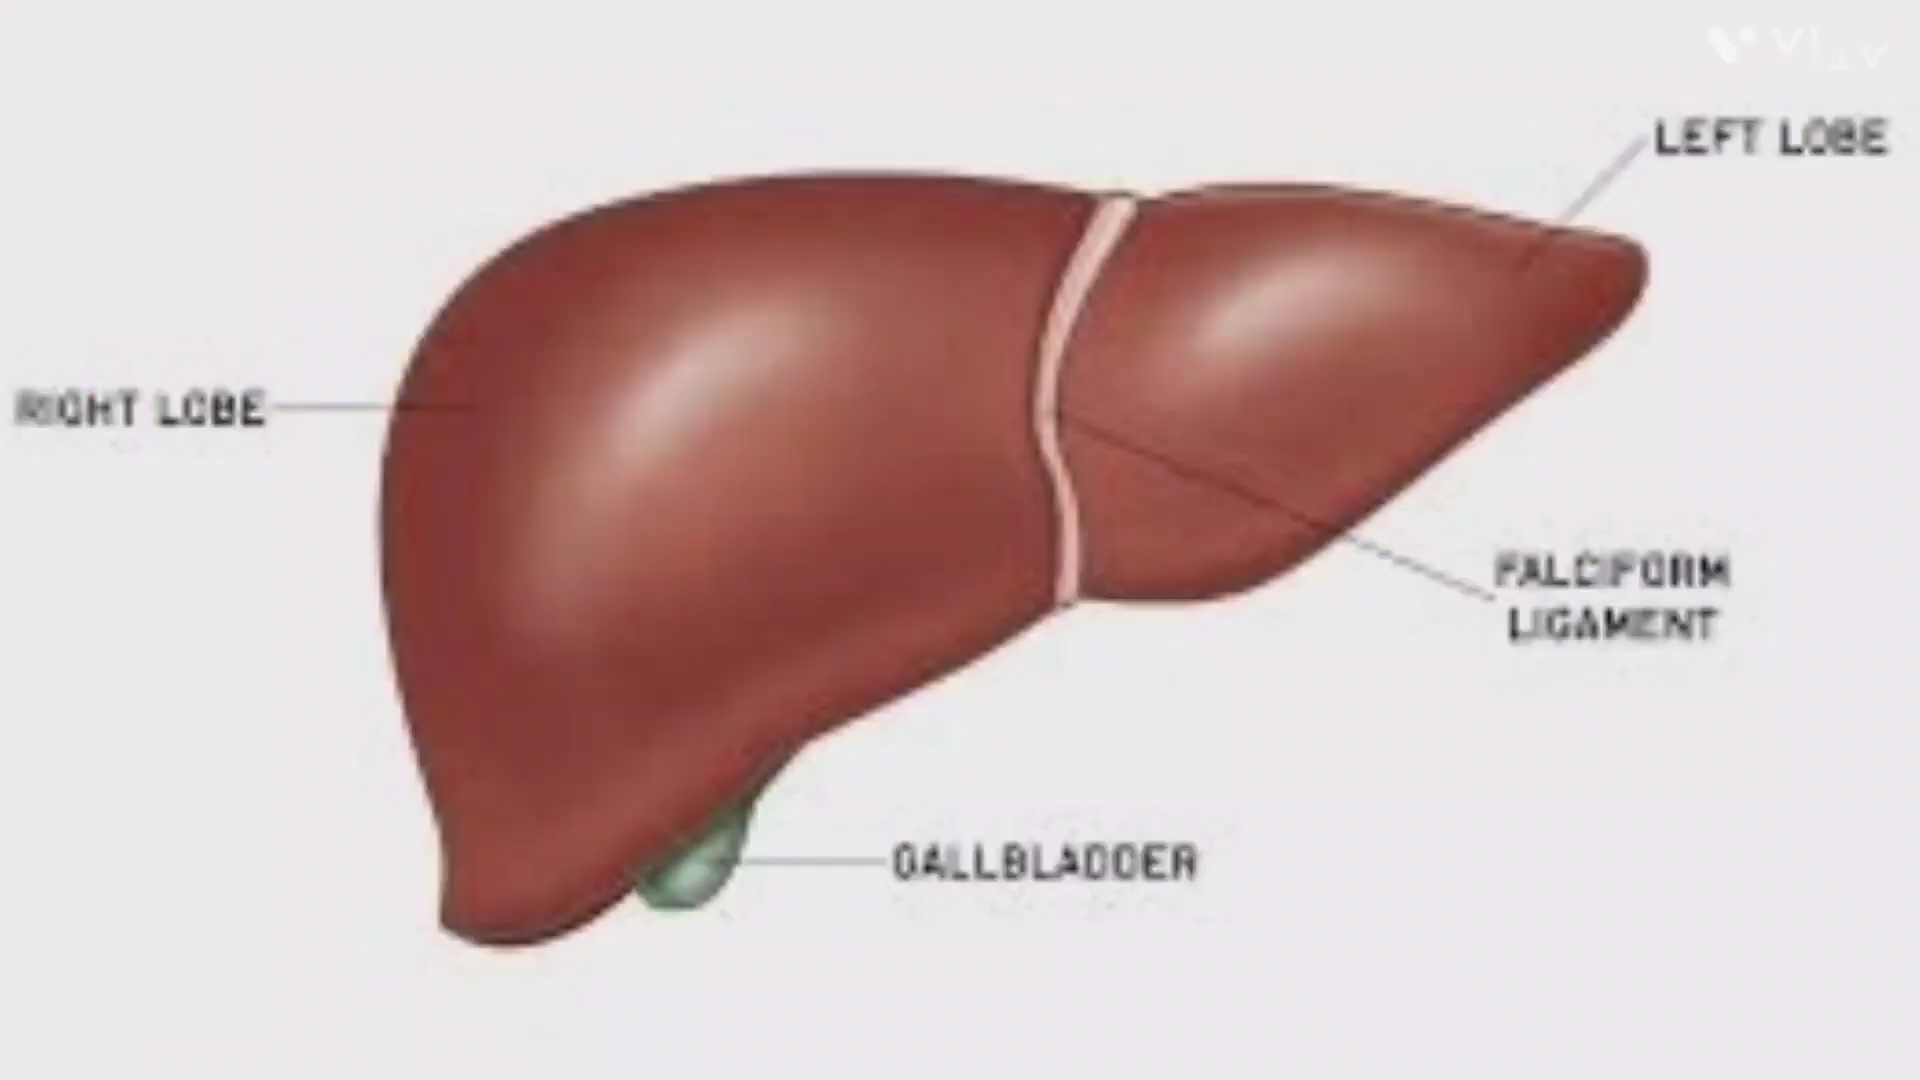 LEFT LOBE
RIGHT LOBE
FALCIFORM
LIGAMENT
GALLBLADDER